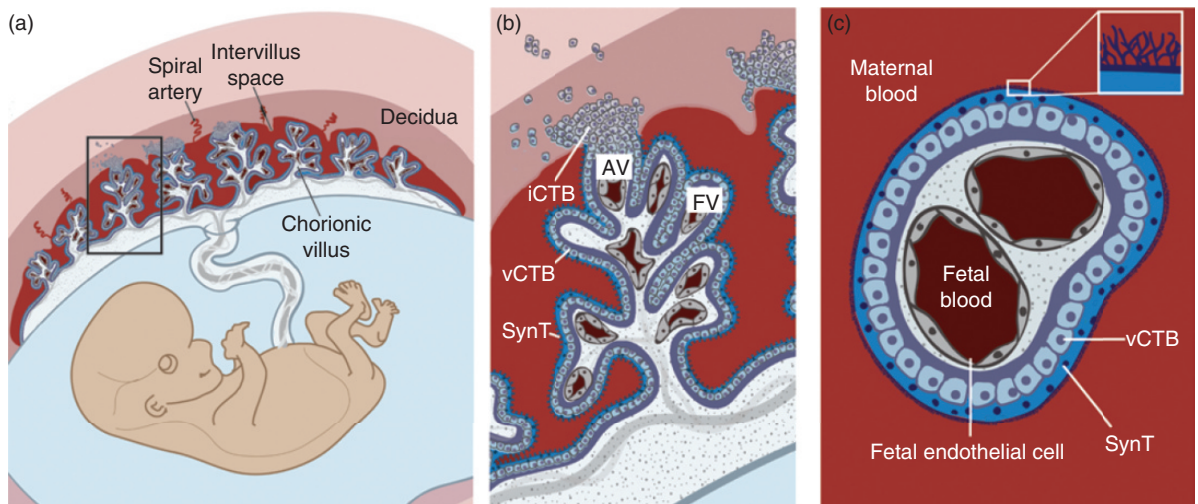 (a)
Spiral
artery
Intervillus
space
Decidua
Chorionic
villus
(b)
AV
iCTB
FV
vCTB
SynT
(c)
Maternal
blood
Fetal
blood
vCTB
SynT
Fetal endothelial cell